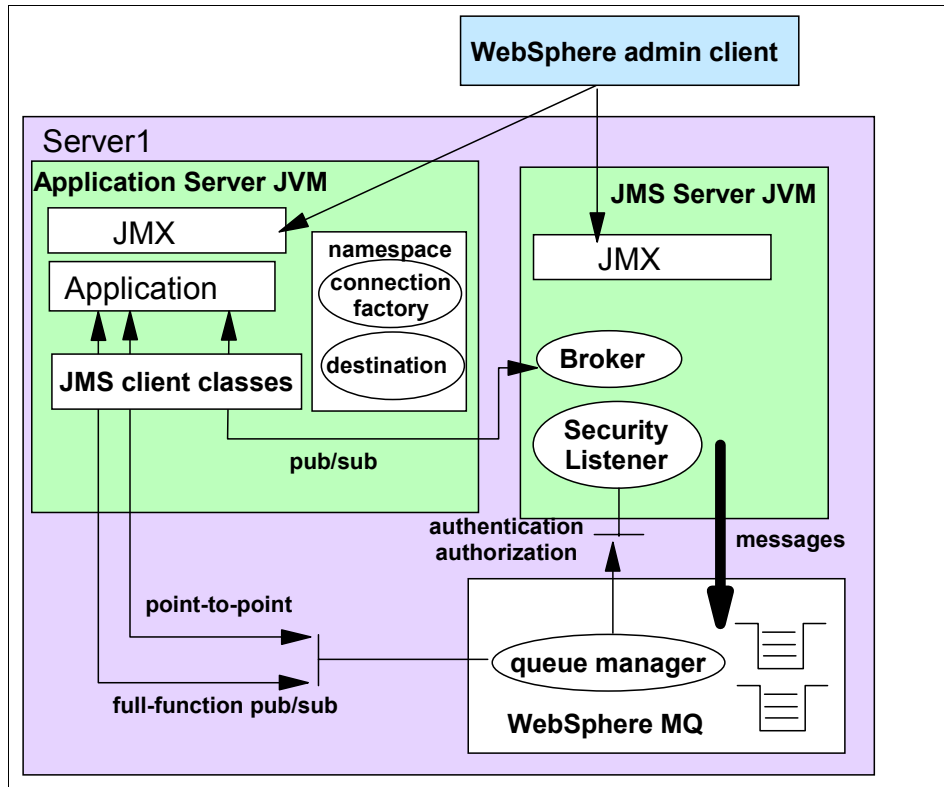 WebSphere admin client
Server1
Application Server JVM
JMX
Application
JMS client classes
namespace
connection
factory
destination
pub/sub
JMS Server JVM
JMX
Broker
Security
Listener
authentication
authorization
messages
point-to-point
full-function pub/sub
queue manager
WebSphere MQ